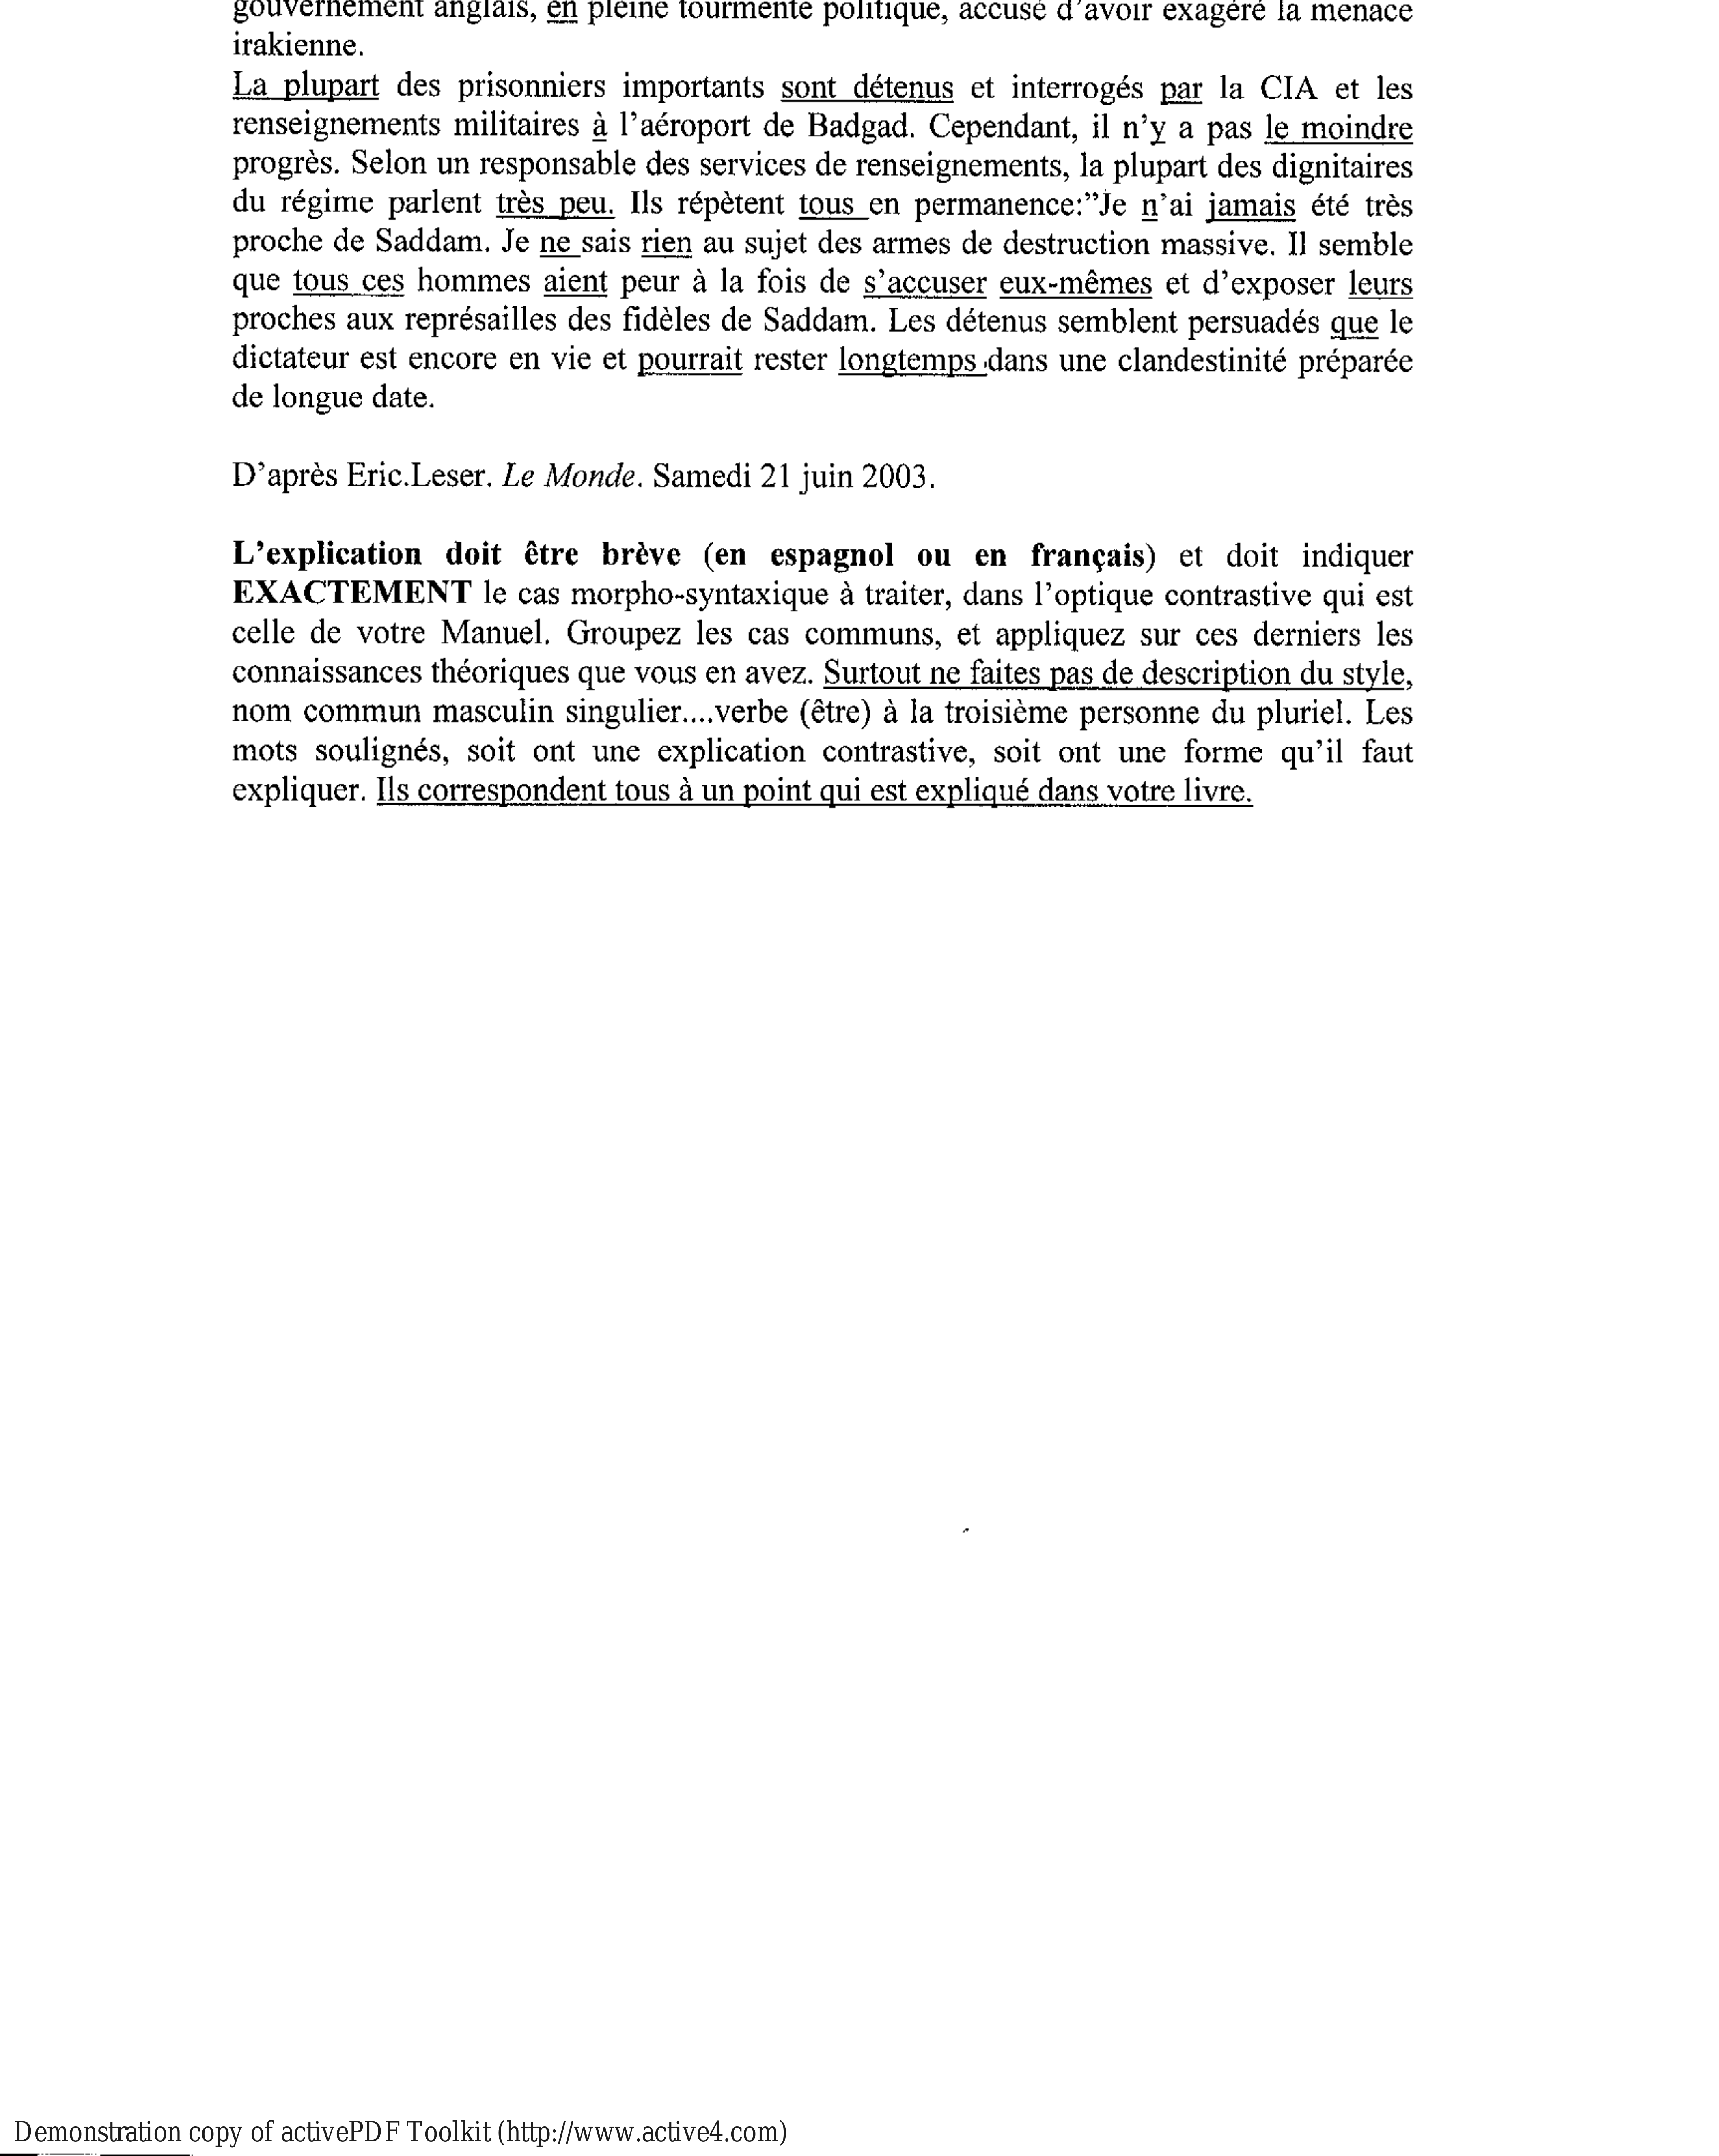 gouvernement anglais, en pleine tourmente politique, accusé d'avoir exagéré la menace
irakienne.
La plupart des prisonniers importants sont détenus et interrogés par la CIA et les
renseignements militaires à l'aéroport de Badgad. Cependant, il n'y a pas le moindre
progrès. Selon un responsable des services de renseignements, la plupart des dignitaires
du régime parlent très peu. Ils répètent tous en permanence:"Je n'ai jamais été très
proche de Saddam. Je ne sais rien au sujet des armes de destruction massive. Il semble
que tous ces hommes aient peur à la fois de s'accuser eux-mêmes et d'exposer leurs
proches aux représailles des fidèles de Saddam. Les détenus semblent persuadés que le
dictateur est encore en vie et pourrait rester longtemps dans une clandestinité préparée
de longue date.
D'après Eric.Leser. Le Monde. Samedi 21 juin 2003.
L'explication doit être brève (en espagnol ou en français) et doit indiquer
EXACTEMENT le cas morpho-syntaxique à traiter, dans l'optique contrastive qui est
celle de votre Manuel. Groupez les cas communs, et appliquez sur ces derniers les
connaissances théoriques que vous en avez. Surtout ne faites pas de description du style,
nom commun masculin singulier....verbe (être) à la troisième personne du pluriel. Les
mots soulignés, soit ont une explication contrastive, soit ont une forme qu'il faut
expliquer. Ils correspondent tous à un point qui est expliqué dans votre livre.
Demonstration copy of activePDF Toolkit (http://www.active4.com)